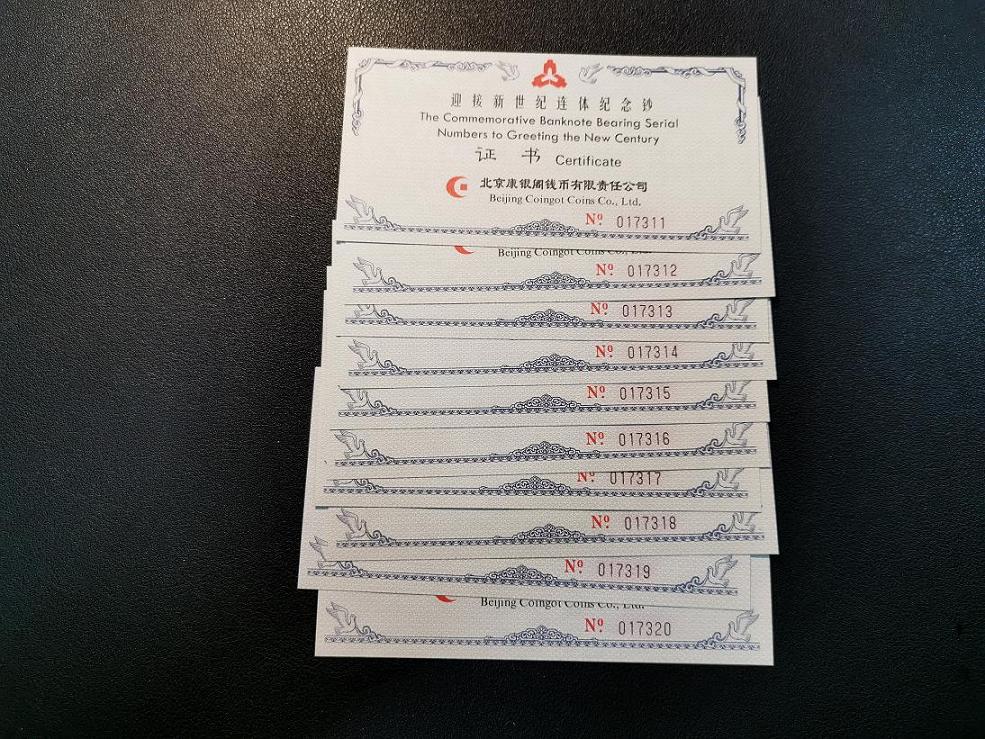 迎接新世纪连体纪念钞
The Commemorative Banknote Bearing Serial
Numbers to Greeting the New Century
证 书 Certificate
北京康银阁钱币有限责任公司
Beijing Coingot Coins Co., Ltd.
Nº 017311
Beijing Coingot Coins Co., Ltd.
Nº 017312
Nº 017313
Nº 017314
Nº 017315
Nº 017316
Nº 017317
Nº 017318
Nº 017319
Beijing Coingot Coins Co., Ltd.
Nº 017320